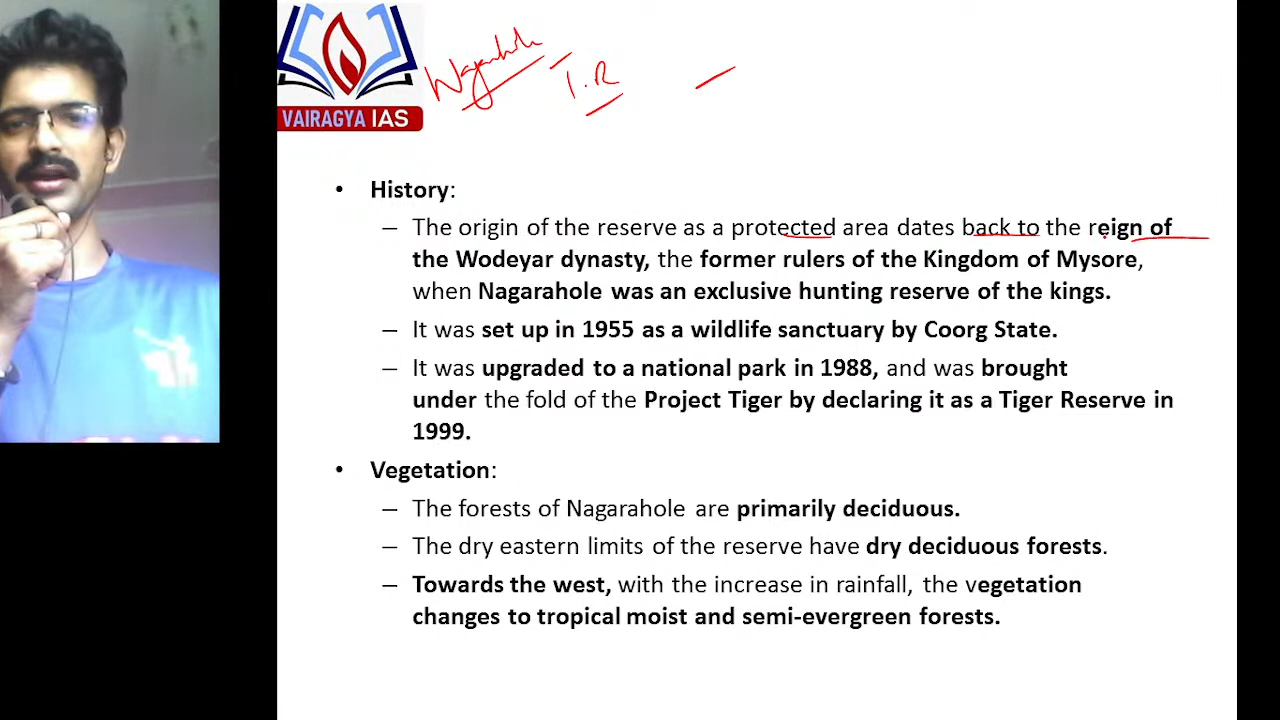 Nagarahole
T.R
VAIRAGYA IAS
• History:
– The origin of the reserve as a protected area dates back to the reign of
the Wodeyar dynasty, the former rulers of the Kingdom of Mysore,
when Nagarahole was an exclusive hunting reserve of the kings.
– It was set up in 1955 as a wildlife sanctuary by Coorg State.
– It was upgraded to a national park in 1988, and was brought
under the fold of the Project Tiger by declaring it as a Tiger Reserve in
1999.
• Vegetation:
– The forests of Nagarahole are primarily deciduous.
– The dry eastern limits of the reserve have dry deciduous forests.
– Towards the west, with the increase in rainfall, the vegetation
changes to tropical moist and semi-evergreen forests.